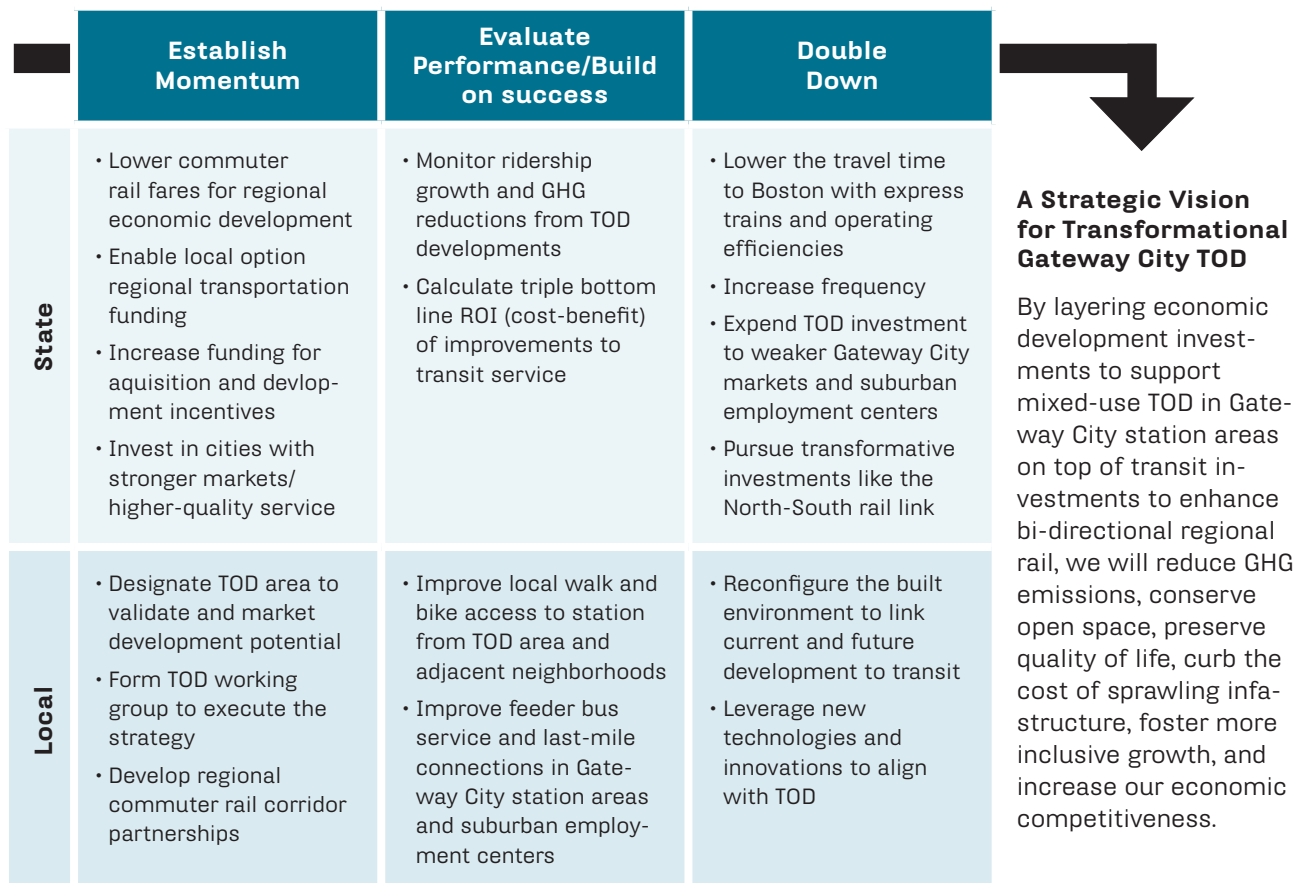 Establish
Momentum
Evaluate
Performance/Build
on success
Double
Down
State
• Lower commuter
rail fares for regional
economic development
• Enable local option
regional transportation
funding
• Increase funding for
aquisition and devlop-
ment incentives
• Invest in cities with
stronger markets/
higher-quality service
• Monitor ridership
growth and GHG
reductions from TOD
developments
• Calculate triple bottom
line ROI (cost-benefit)
of improvements to
transit service
• Lower the travel time
to Boston with express
trains and operating
efficiencies
• Increase frequency
• Expend TOD investment
to weaker Gateway City
markets and suburban
employment centers
• Pursue transformative
investments like the
North-South rail link
Local
• Designate TOD area to
validate and market
development potential
• Form TOD working
group to execute the
strategy
• Develop regional
commuter rail corridor
partnerships
• Improve local walk and
bike access to station
from TOD area and
adjacent neighborhoods
• Improve feeder bus
service and last-mile
connections in Gate-
way City station areas
and suburban employ-
ment centers
• Reconfigure the built
environment to link
current and future
development to transit
• Leverage new
technologies and
innovations to align
with TOD
A Strategic Vision
for Transformational
Gateway City TOD
By layering economic
development invest-
ments to support
mixed-use TOD in Gate-
way City station areas
on top of transit in-
vestments to enhance
bi-directional regional
rail, we will reduce GHG
emissions, conserve
open space, preserve
quality of life, curb the
cost of sprawling infa-
structure, foster more
inclusive growth, and
increase our economic
competitiveness.